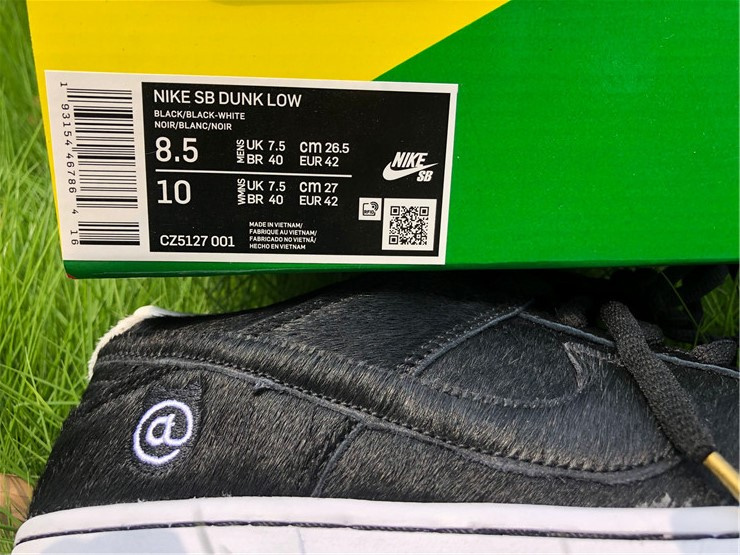 1 93154 46786 4 16
NIKE SB DUNK LOW
BLACK/BLACK-WHITE
NOIR/BLANC/NOIR
8.5 MENS UK 7.5 cm 26.5
BR 40 EUR 42
10 WMNS UK 7.5 cm 27
BR 40 EUR 42
NIKE
SB
MADE IN VIETNAM/
FABRIQUE AU VIETNAM/
FABRICADO NO VIETNÃ/
HECHO EN VIETNAM
CZ5127 001
@